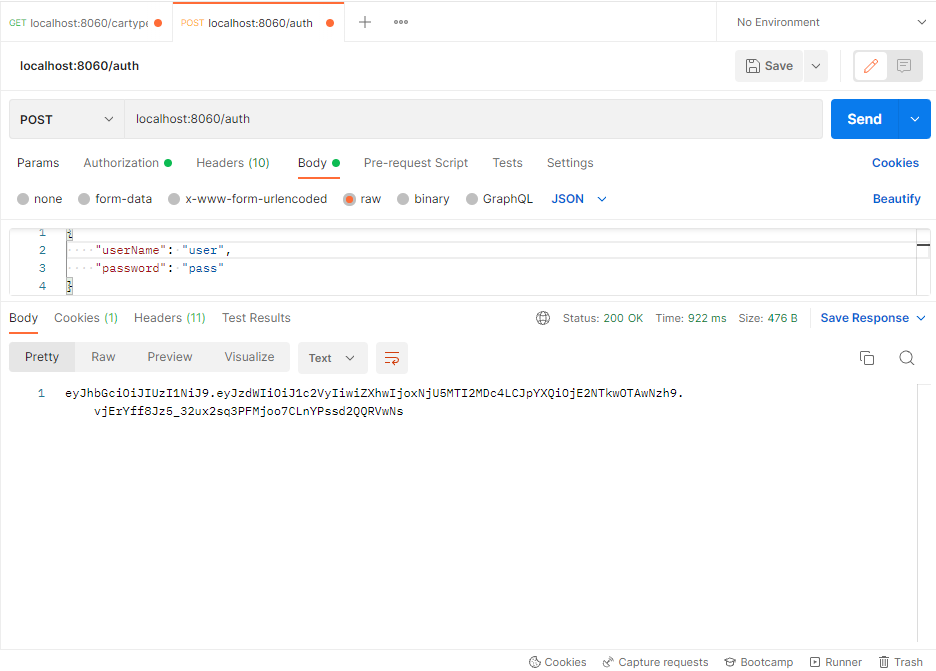 GET localhost:8060/cartype POST localhost:8060/auth + ••• No Environment
localhost:8060/auth Save
POST localhost:8060/auth Send
Params Authorization Headers (10) Body Pre-request Script Tests Settings Cookies
none form-data x-www-form-urlencoded raw binary GraphQL JSON Beautify
1 {
2 ····"userName":·"user",
3 ····"password":·"pass"
4 }
Body Cookies (1) Headers (11) Test Results Status: 200 OK Time: 922 ms Size: 476 B Save Response
Pretty Raw Preview Visualize Text
1 eyJhbGciOiJIUzI1NiJ9.eyJzdWIiOiJ1c2VyIiwiZXhwIjoxNjU5MTI2MDc4LCJpYXQiOjE2NTkwOTAwNzh9.
vjErYff8Jz5_32ux2sq3PFMjoo7CLnYPssd2QQRVwNs
Cookies Capture requests Bootcamp Runner Trash